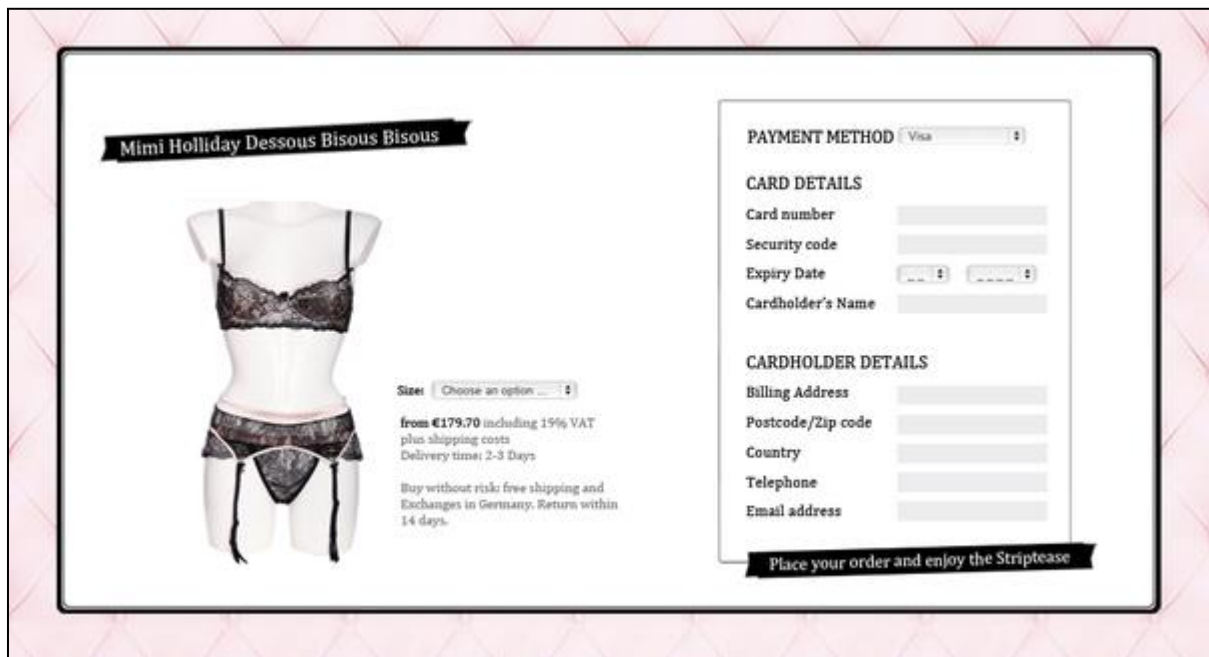 Mimi Holliday Dessous Bisous Bisous
Size: Choose an option ...
from €179.70 including 19% VAT
plus shipping costs
Delivery time: 2-3 Days
Buy without risk: free shipping and
Exchanges in Germany. Return within
14 days.
PAYMENT METHOD Visa
CARD DETAILS
Card number
Security code
Expiry Date _ _ _ _ _ _
Cardholder's Name
CARDHOLDER DETAILS
Billing Address
Postcode/Zip code
Country
Telephone
Email address
Place your order and enjoy the Striptease